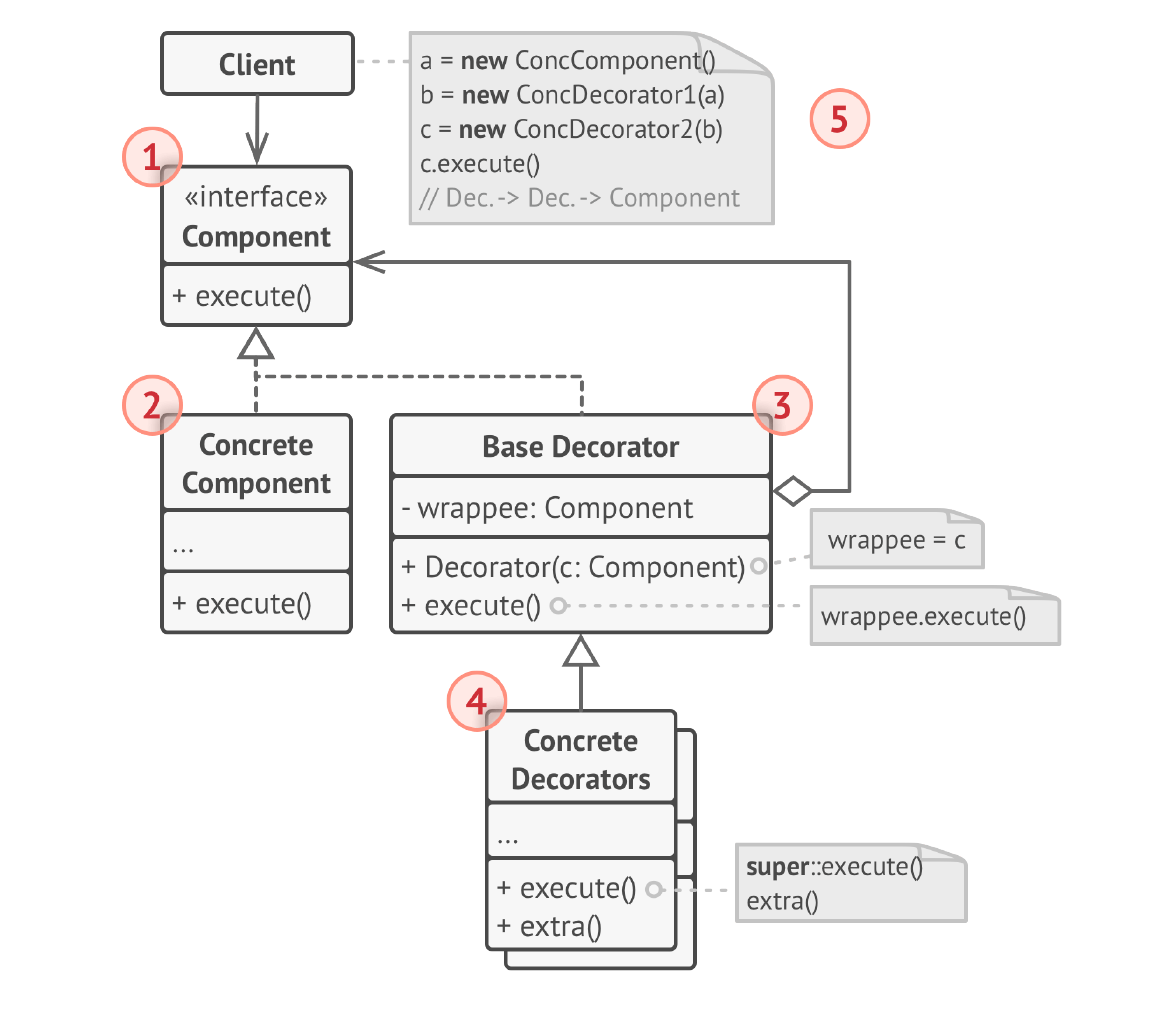 Client
a = new ConcComponent()
b = new ConcDecorator1(a)
c = new ConcDecorator2(b)
c.execute()
// Dec. -> Dec. -> Component
5
1
«interface»
Component
+ execute()
2
Concrete
Component
...
+ execute()
3
Base Decorator
- wrappee: Component
+ Decorator(c: Component)
+ execute()
wrappee = c
wrappee.execute()
4
Concrete
Decorators
...
+ execute()
+ extra()
super::execute()
extra()